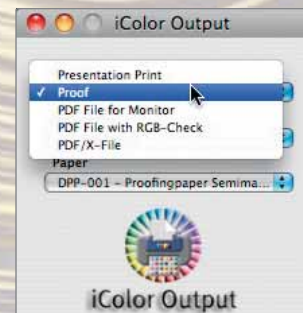 iColor Output
Presentation Print
✓ Proof
PDF File for Monitor
PDF File with RGB-Check
PDF/X-File
Paper
DPP-001 – Proofingpaper Semima...
iColor Output